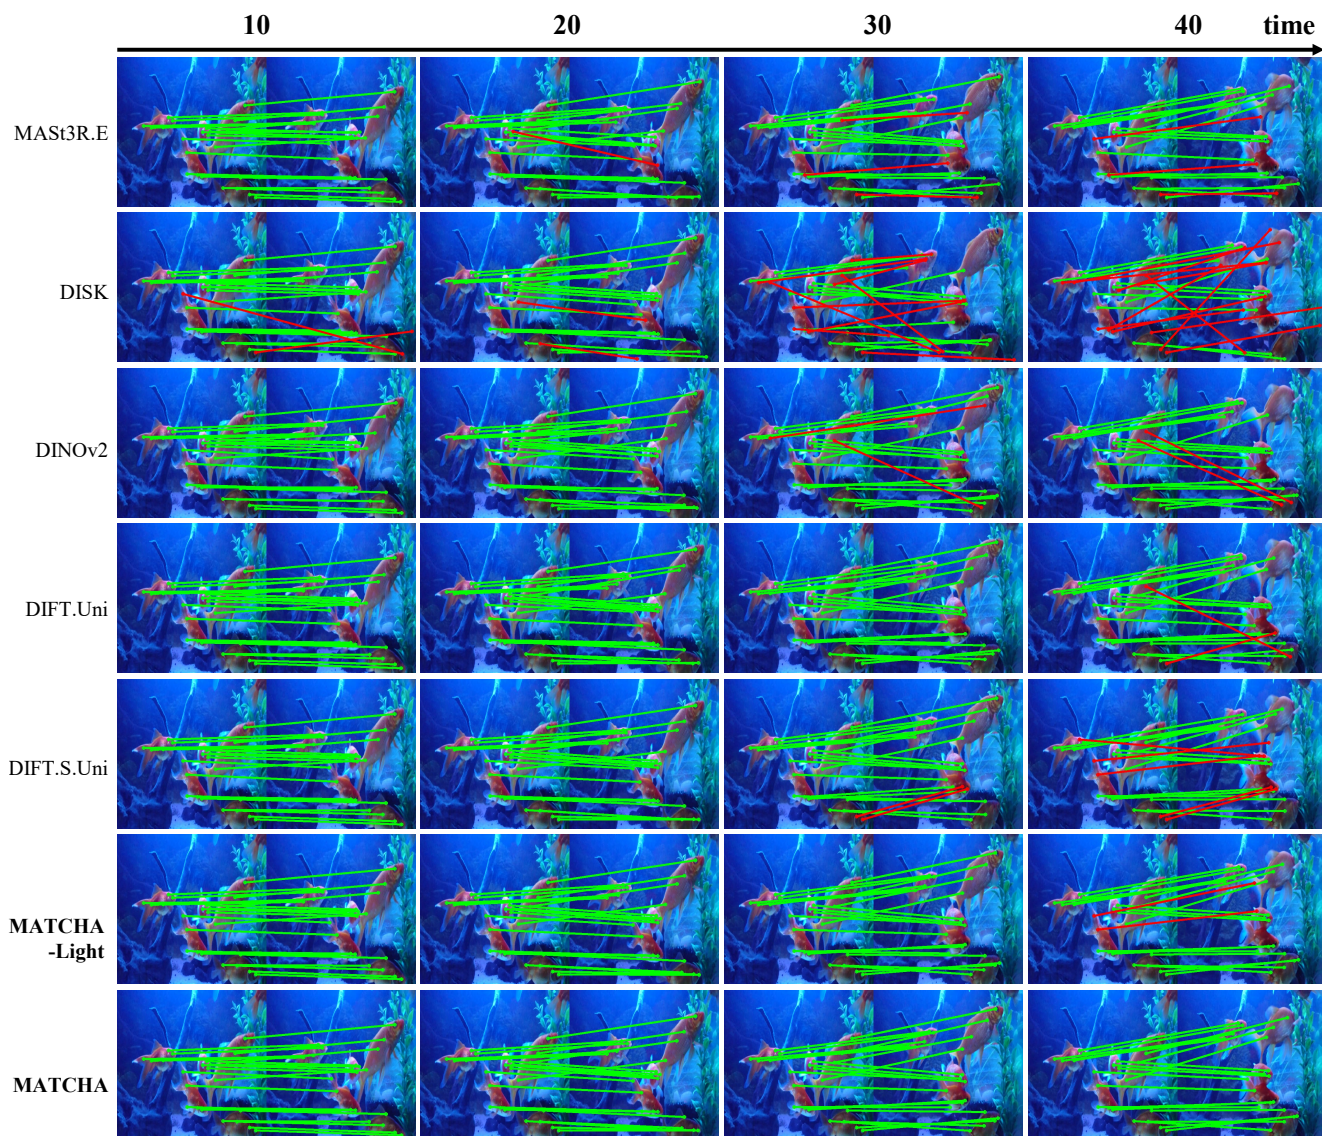 10 20 30 40 time
MASt3R.E
DISK
DINOv2
DIFT.Uni
DIFT.S.Uni
MATCHA
-Light
MATCHA